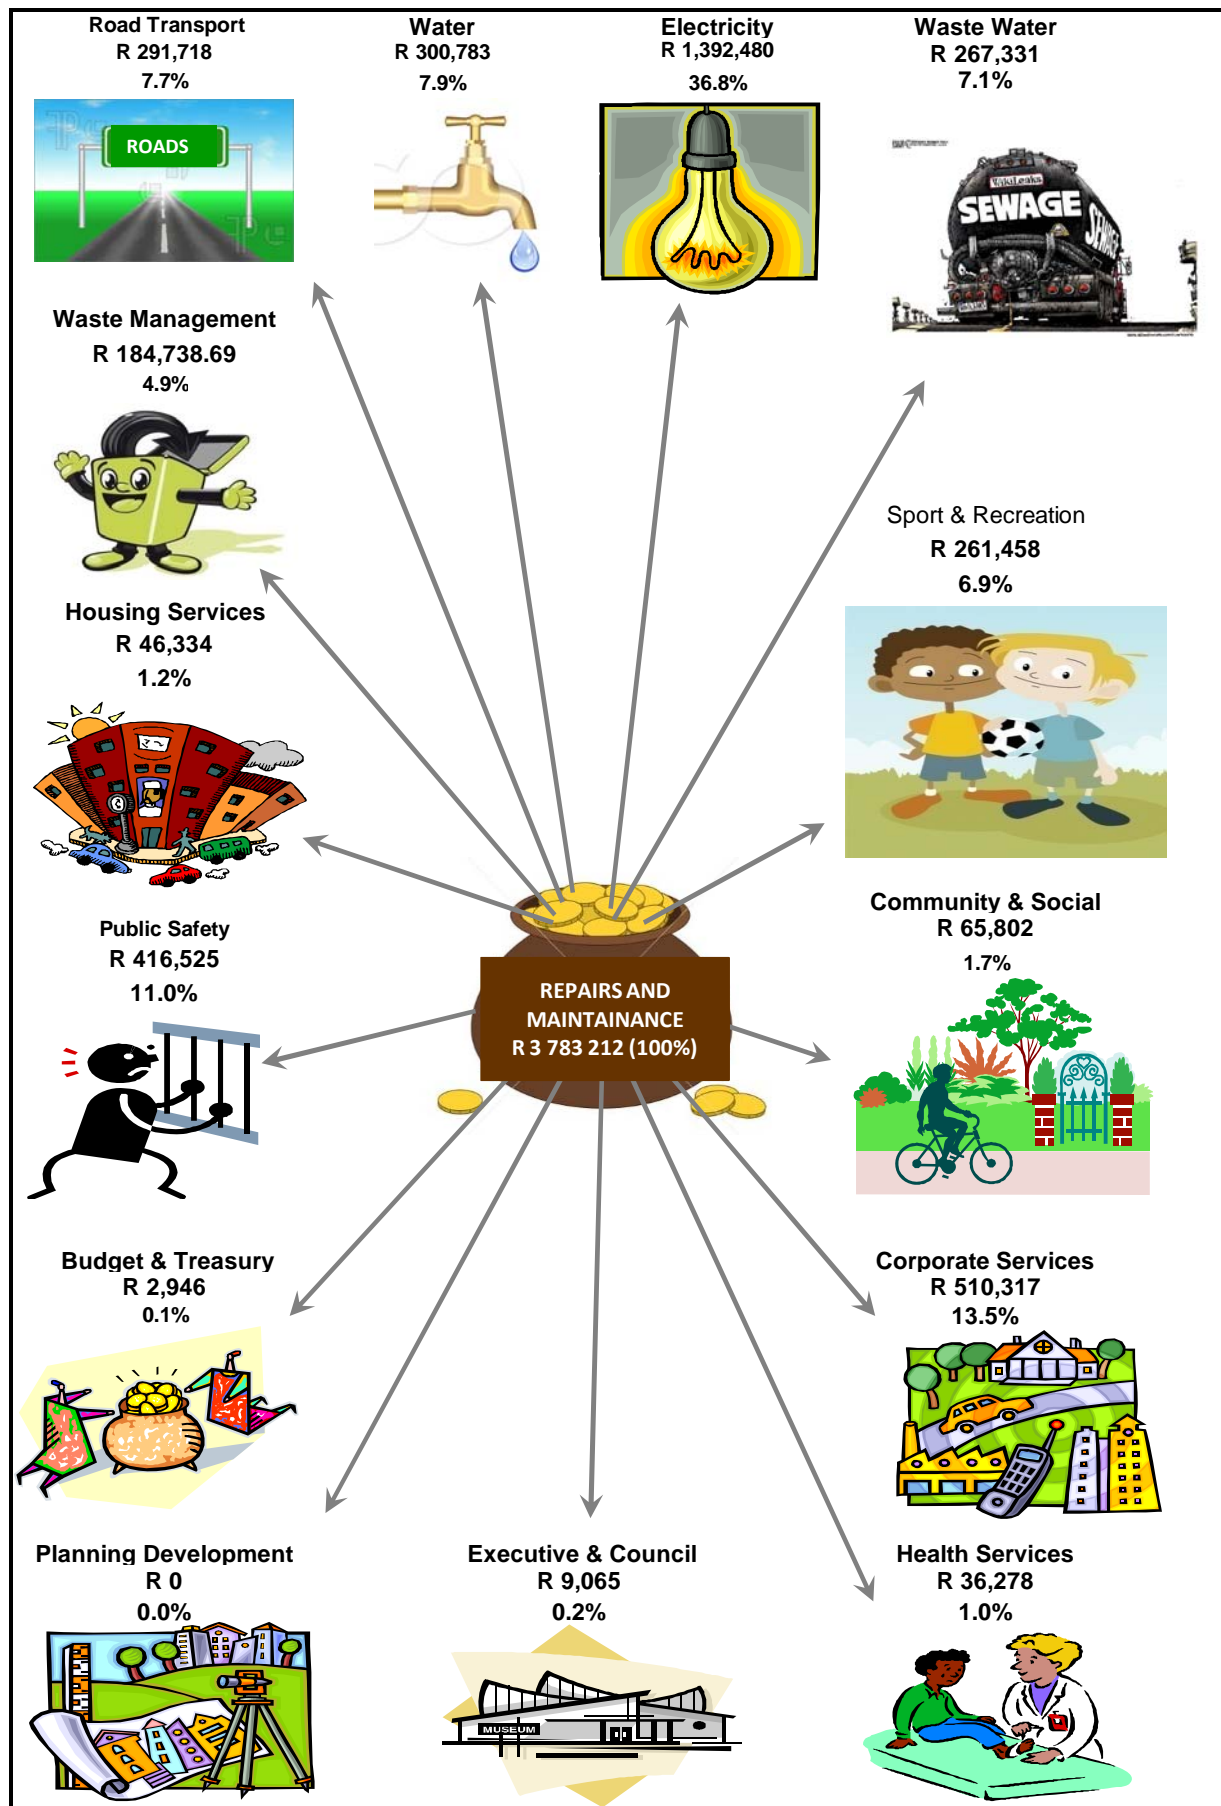 Road Transport
R 291,718
7.7%
ROADS
Water
R 300,783
7.9%
Electricity
R 1,392,480
36.8%
Waste Water
R 267,331
7.1%
WikiLeaks
SEWAGE
SEWAGE
Waste Management
R 184,738.69
4.9%
Sport & Recreation
R 261,458
6.9%
Housing Services
R 46,334
1.2%
Community & Social
R 65,802
1.7%
Public Safety
R 416,525
11.0%
REPAIRS AND
MAINTAINANCE
R 3 783 212 (100%)
Budget & Treasury
R 2,946
0.1%
Corporate Services
R 510,317
13.5%
Planning Development
R 0
0.0%
Executive & Council
R 9,065
0.2%
MUSEUM
Health Services
R 36,278
1.0%